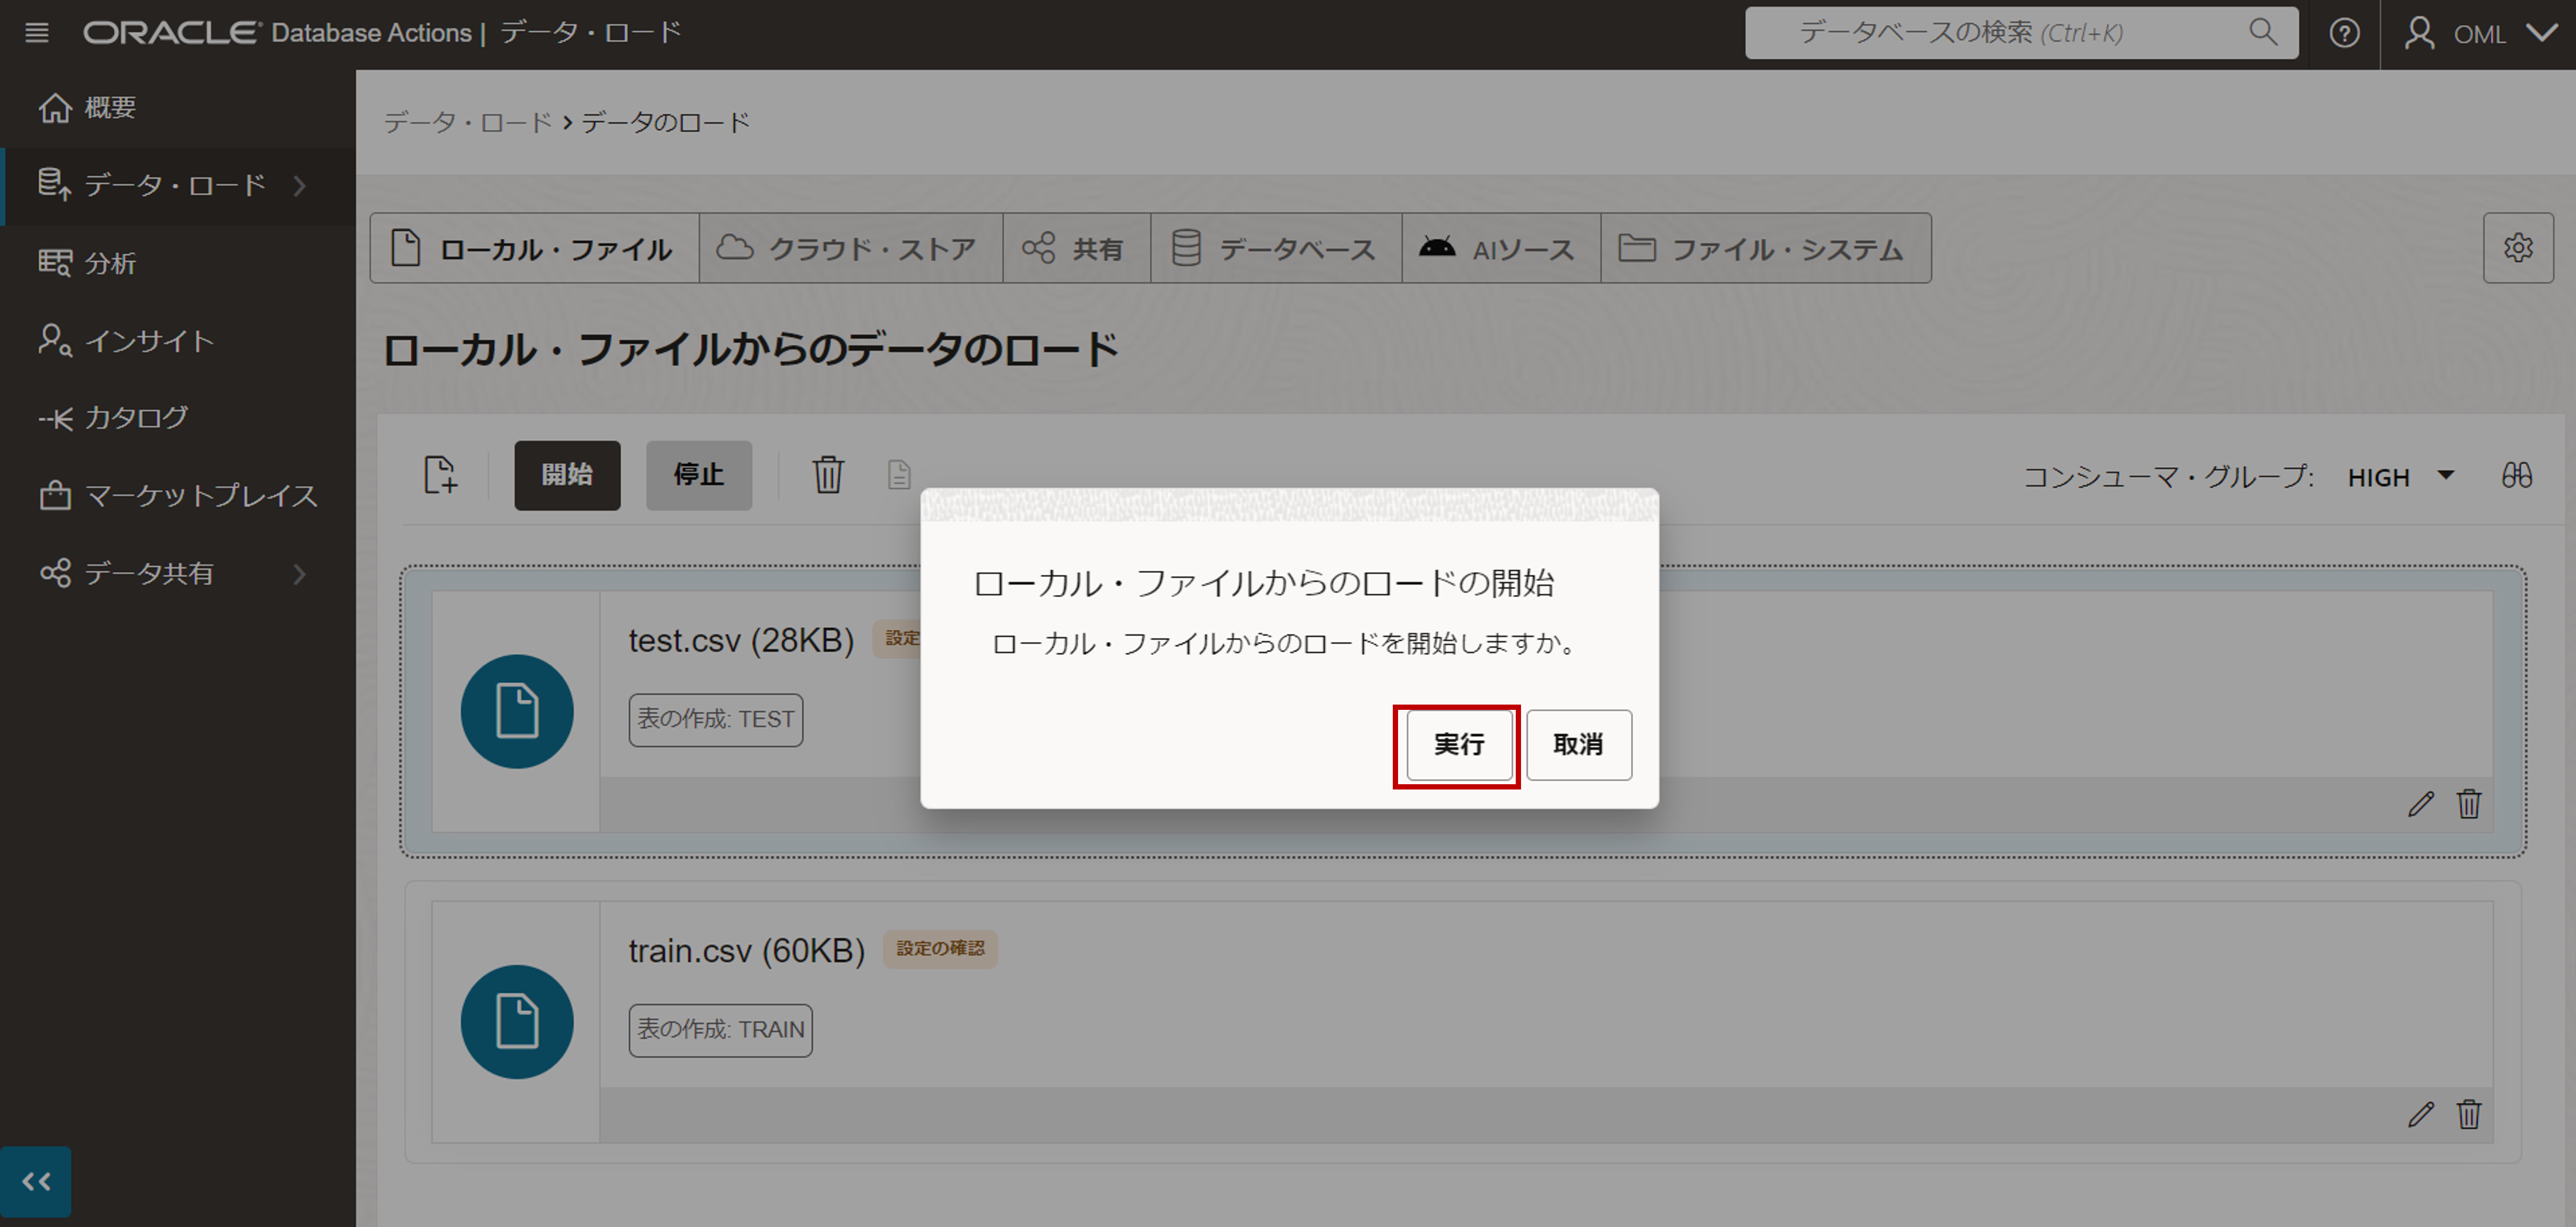 ORACLE Database Actions | データ・ロード
データベースの検索 (Ctrl+K)
OML
概要
データ・ロード
分析
インサイト
カタログ
マーケットプレイス
データ共有
データ・ロード › データのロード
ローカル・ファイル
クラウド・ストア
共有
データベース
AIソース
ファイル・システム
ローカル・ファイルからのデータのロード
開始
停止
コンシューマ・グループ: HIGH
test.csv (28KB) 設定
表の作成: TEST
ローカル・ファイルからのロードの開始
ローカル・ファイルからのロードを開始しますか。
実行
取消
train.csv (60KB) 設定の確認
表の作成: TRAIN